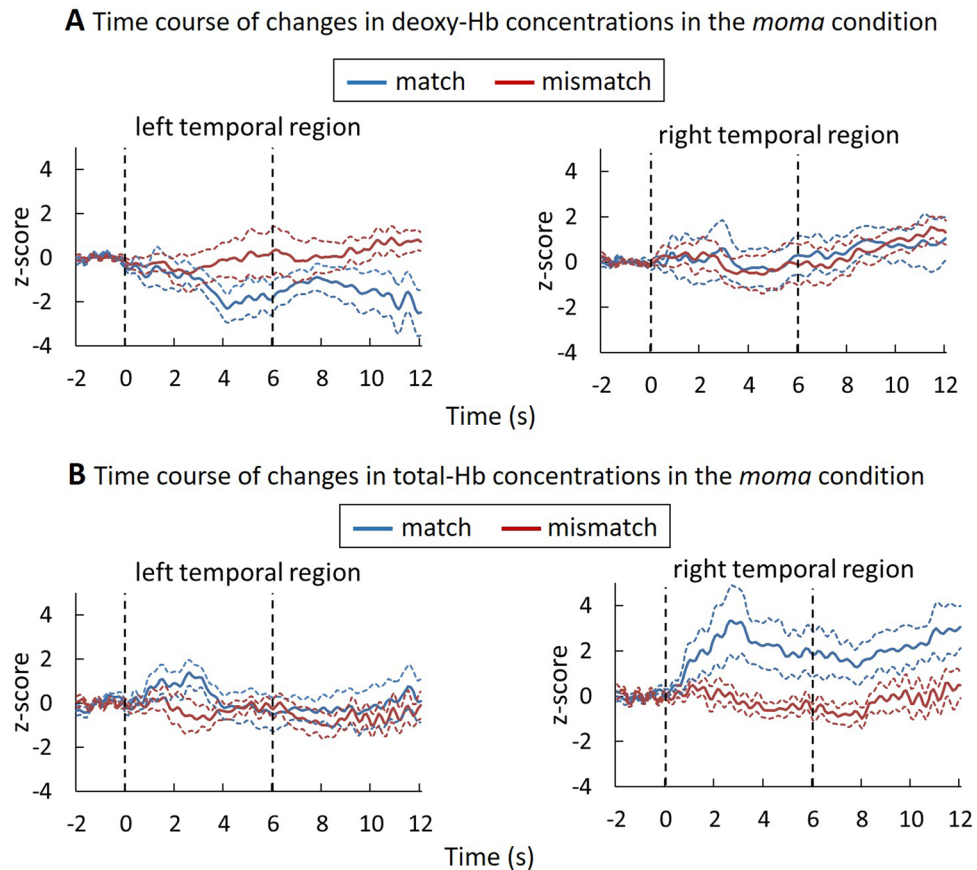 A Time course of changes in deoxy-Hb concentrations in the moma condition
match mismatch
left temporal region
right temporal region
z-score
4
2
0
-2
-4
-2 0 2 4 6 8 10 12
z-score
4
2
0
-2
-4
-2 0 2 4 6 8 10 12
Time (s)
B Time course of changes in total-Hb concentrations in the moma condition
match mismatch
left temporal region
right temporal region
z-score
4
2
0
-2
-4
-2 0 2 4 6 8 10 12
z-score
4
2
0
-2
-4
-2 0 2 4 6 8 10 12
Time (s)